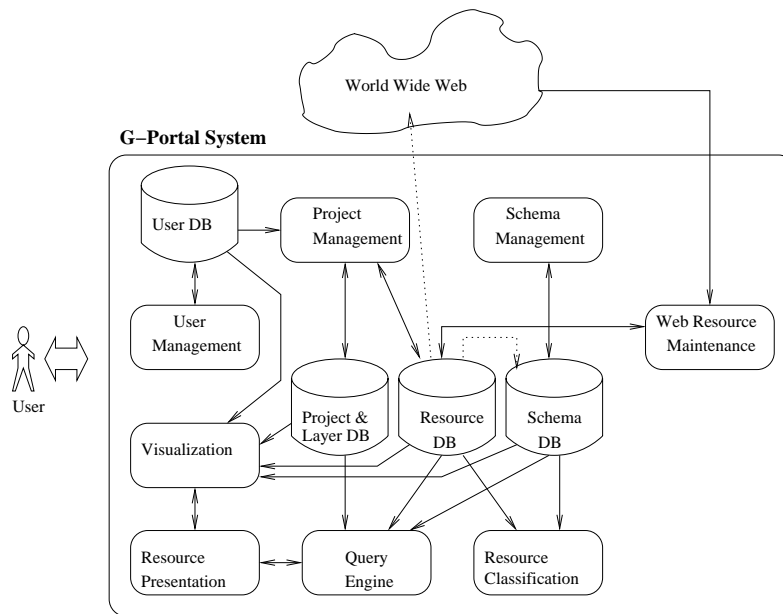 World Wide Web
G–Portal System
User DB
Project
Management
Schema
Management
User
Management
Web Resource
Maintenance
User
Project &
Layer DB
Resource
DB
Schema
DB
Visualization
Resource
Presentation
Query
Engine
Resource
Classification